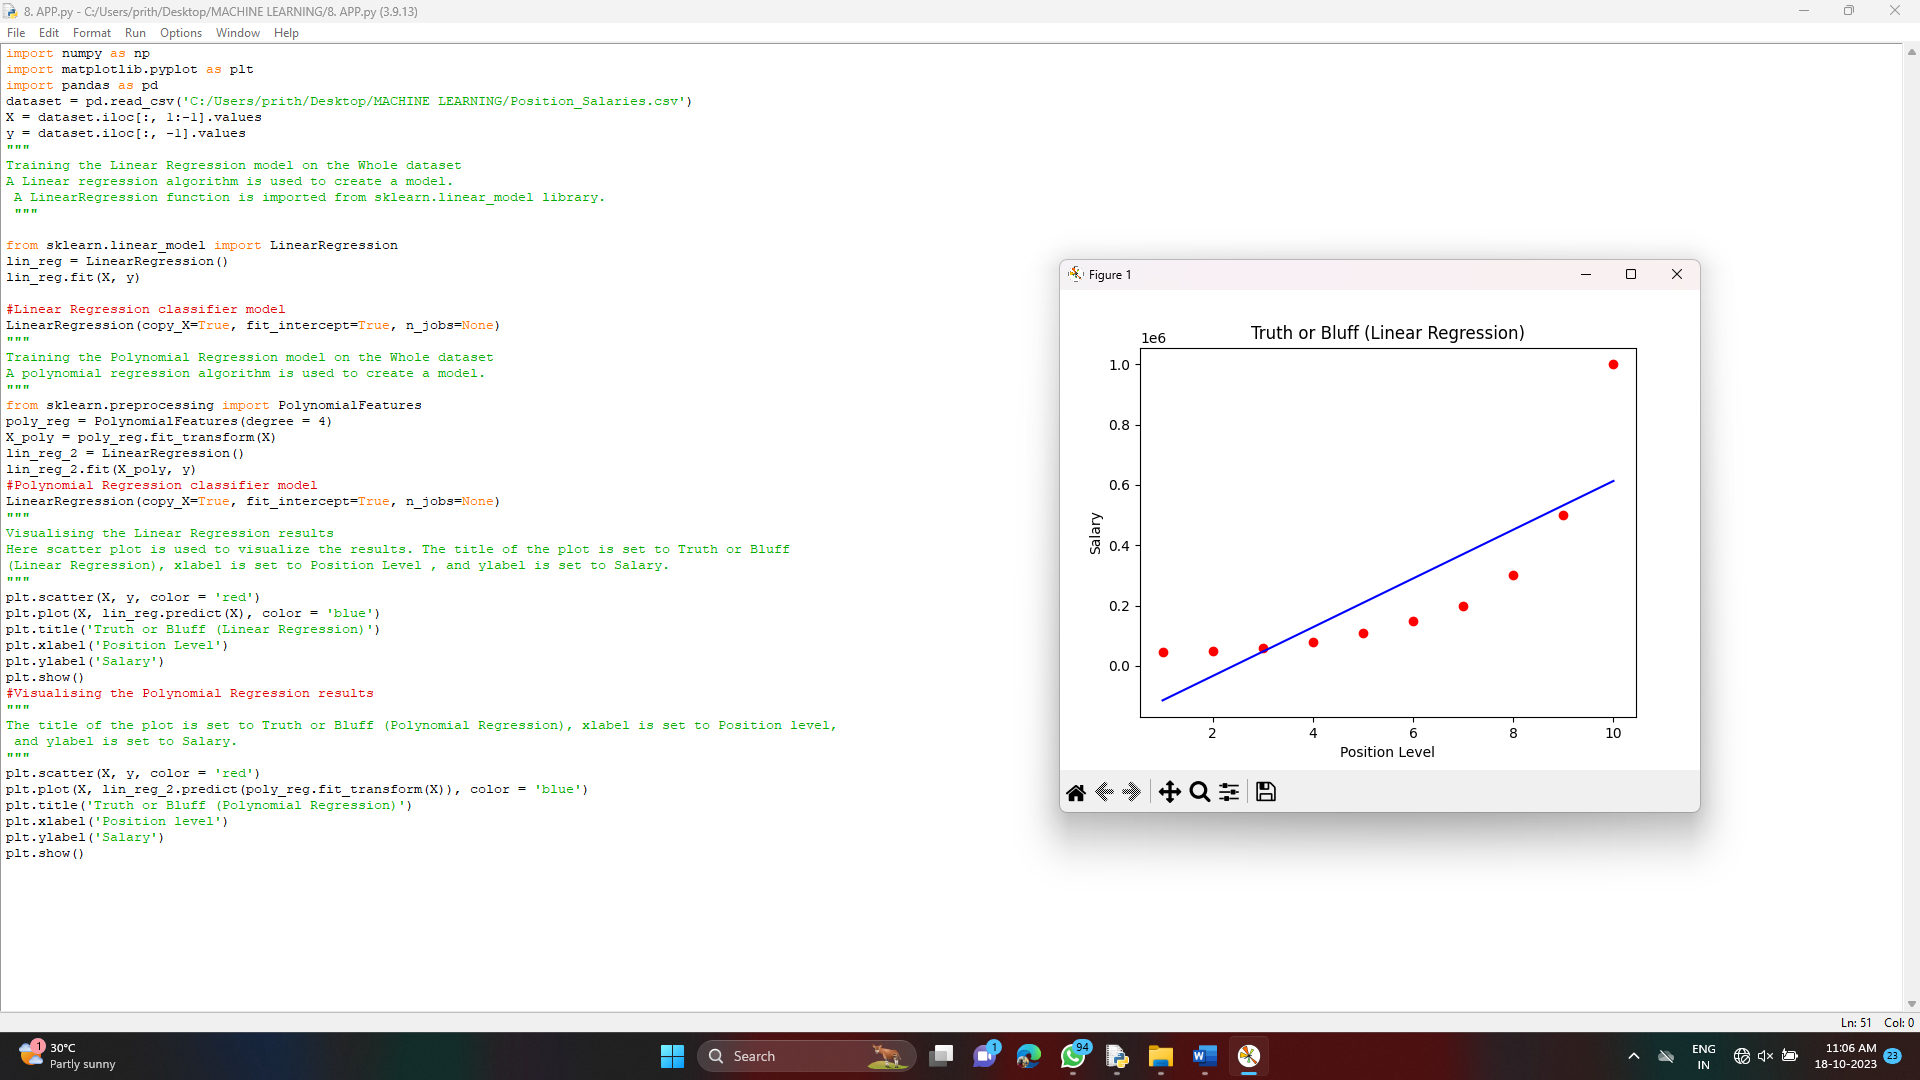 8. APP.py - C:/Users/prith/Desktop/MACHINE LEARNING/8. APP.py (3.9.13)
File Edit Format Run Options Window Help
import numpy as np
import matplotlib.pyplot as plt
import pandas as pd
dataset = pd.read_csv('C:/Users/prith/Desktop/MACHINE LEARNING/Position_Salaries.csv')
X = dataset.iloc[:, 1:-1].values
y = dataset.iloc[:, -1].values
"""
Training the Linear Regression model on the Whole dataset
A Linear regression algorithm is used to create a model.
 A LinearRegression function is imported from sklearn.linear_model library.
 """
from sklearn.linear_model import LinearRegression
lin_reg = LinearRegression()
lin_reg.fit(X, y)
#Linear Regression classifier model
LinearRegression(copy_X=True, fit_intercept=True, n_jobs=None)
"""
Training the Polynomial Regression model on the Whole dataset
A polynomial regression algorithm is used to create a model.
"""
from sklearn.preprocessing import PolynomialFeatures
poly_reg = PolynomialFeatures(degree = 4)
X_poly = poly_reg.fit_transform(X)
lin_reg_2 = LinearRegression()
lin_reg_2.fit(X_poly, y)
#Polynomial Regression classifier model
LinearRegression(copy_X=True, fit_intercept=True, n_jobs=None)
"""
Visualising the Linear Regression results
Here scatter plot is used to visualize the results. The title of the plot is set to Truth or Bluff
(Linear Regression), xlabel is set to Position Level , and ylabel is set to Salary.
"""
plt.scatter(X, y, color = 'red')
plt.plot(X, lin_reg.predict(X), color = 'blue')
plt.title('Truth or Bluff (Linear Regression)')
plt.xlabel('Position Level')
plt.ylabel('Salary')
plt.show()
#Visualising the Polynomial Regression results
"""
The title of the plot is set to Truth or Bluff (Polynomial Regression), xlabel is set to Position level,
 and ylabel is set to Salary.
"""
plt.scatter(X, y, color = 'red')
plt.plot(X, lin_reg_2.predict(poly_reg.fit_transform(X)), color = 'blue')
plt.title('Truth or Bluff (Polynomial Regression)')
plt.xlabel('Position level')
plt.ylabel('Salary')
plt.show()
Figure 1
Truth or Bluff (Linear Regression)
1e6
1.0
0.8
0.6
0.4
0.2
0.0
Salary
2 4 6 8 10
Position Level
Ln: 51 Col: 0
1
30°C
Partly sunny
Search
1
94
ENG
IN
11:06 AM
18-10-2023
23